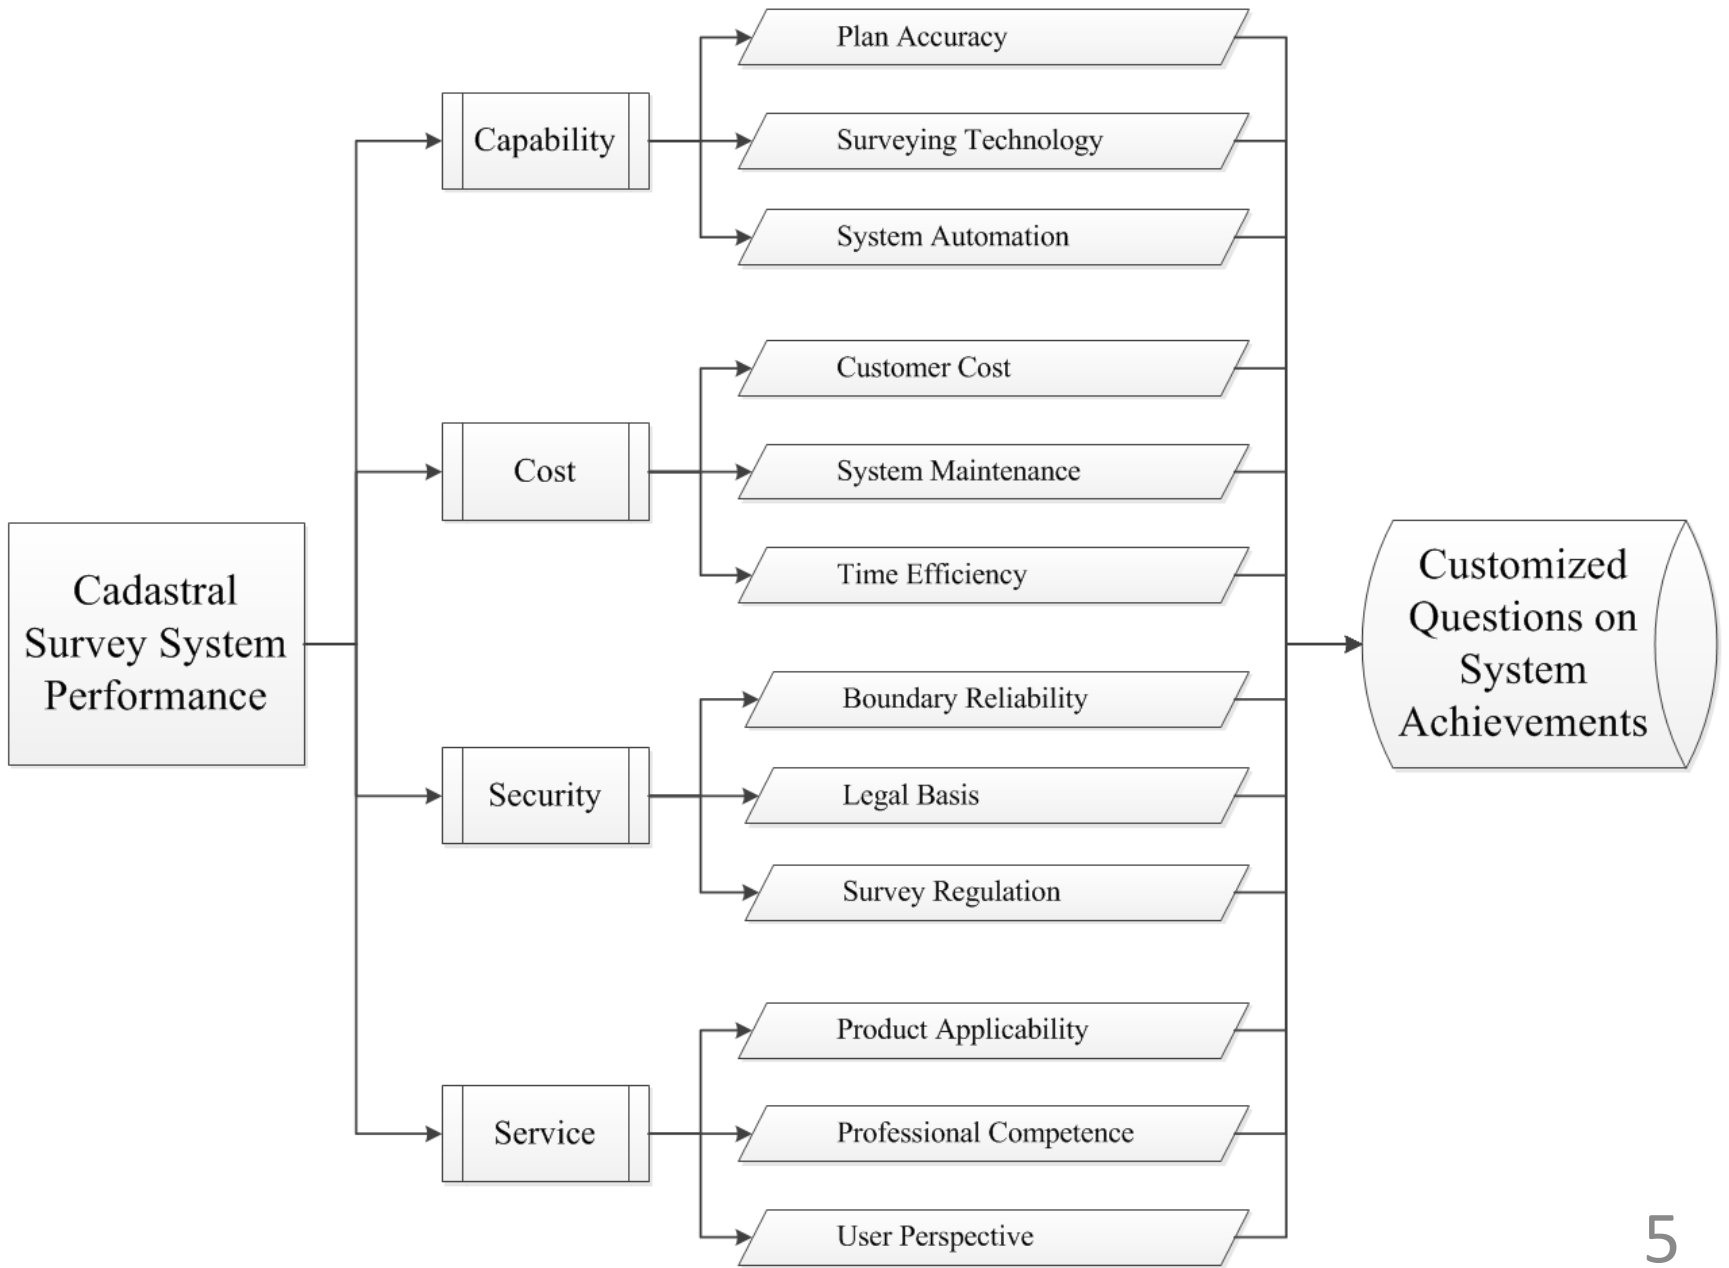 Cadastral
Survey System
Performance
Capability
Plan Accuracy
Surveying Technology
System Automation
Cost
Customer Cost
System Maintenance
Time Efficiency
Security
Boundary Reliability
Legal Basis
Survey Regulation
Service
Product Applicability
Professional Competence
User Perspective
Customized
Questions on
System
Achievements
5